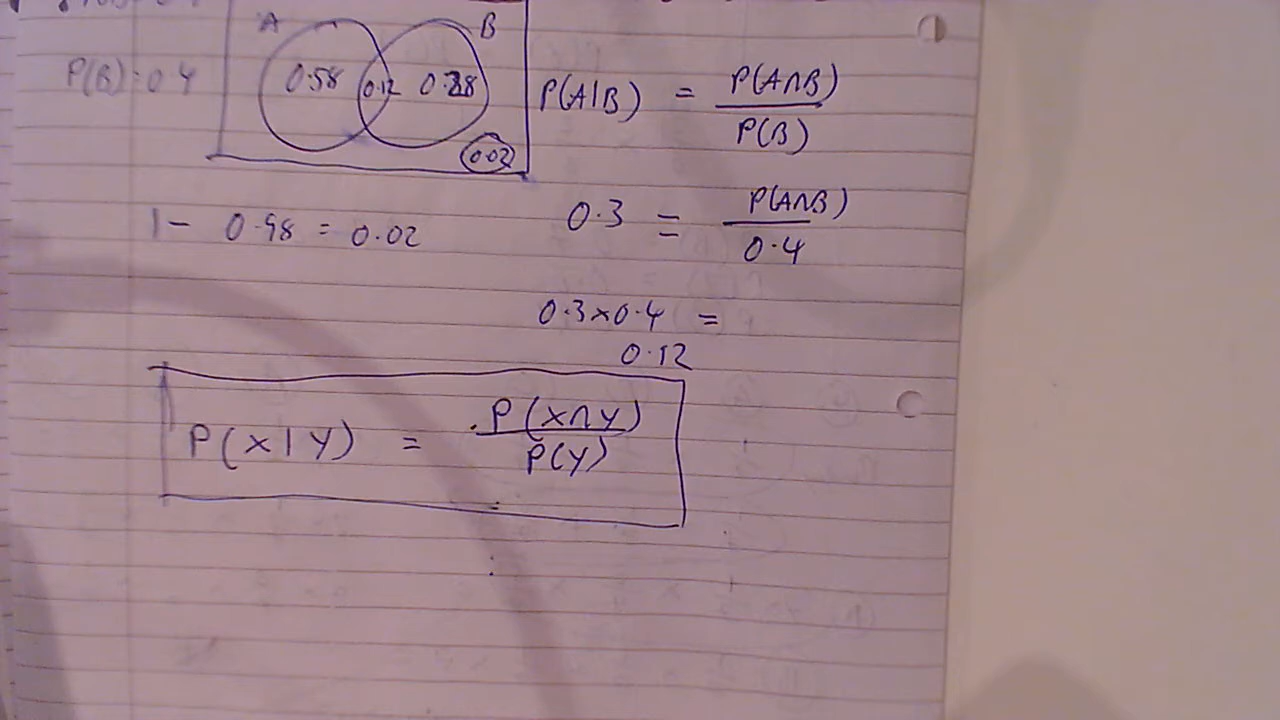 A B
P(B) = 0.4
0.58 0.12 0.28
0.02
P(A|B) = P(A∩B)
P(B)
1 - 0.98 = 0.02
0.3 = P(A∩B)
0.4
0.3×0.4 =
0.12
P(X|Y) = P(X∩Y)
P(Y)